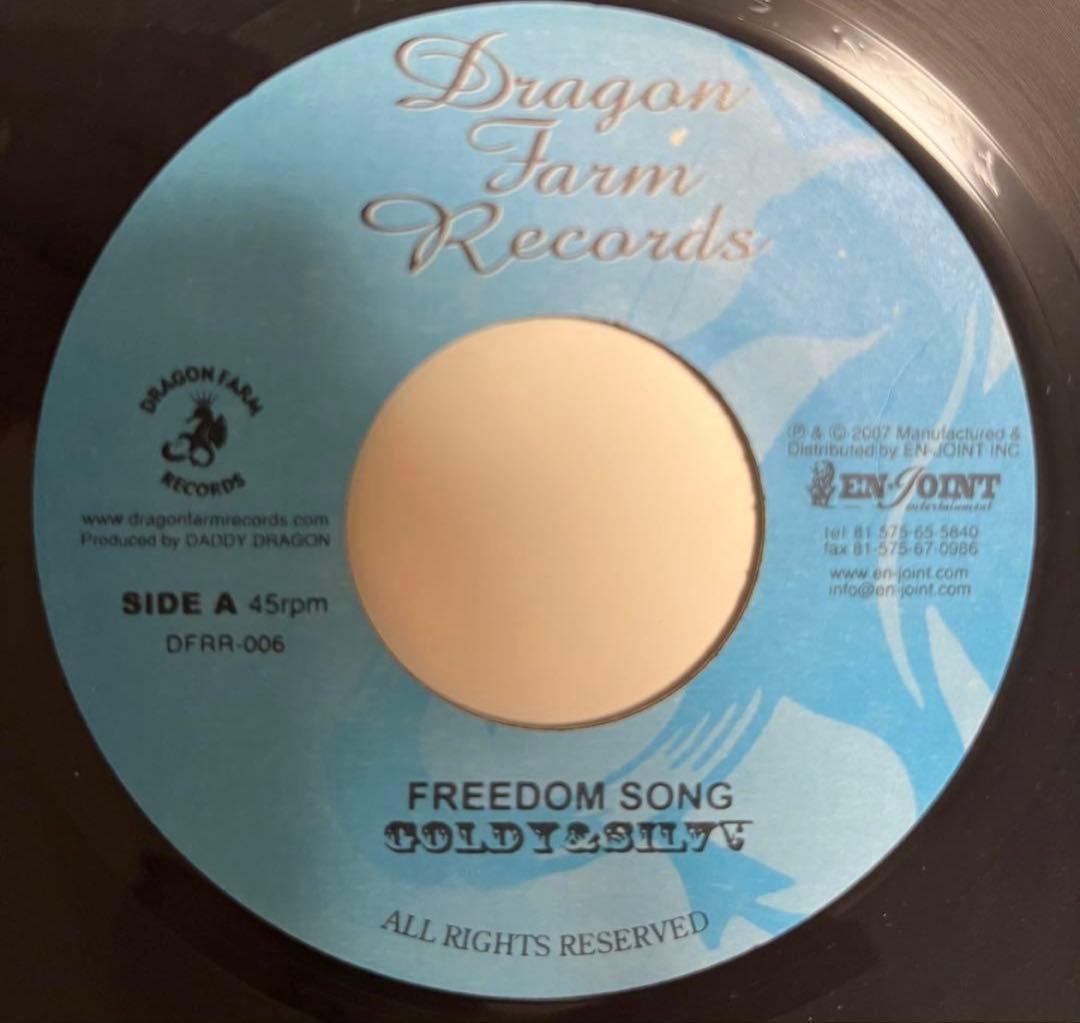 Dragon
Farm
Records
DRAGON FARM
RECORDS
www.dragonfarmrecords.com
Produced by DADDY DRAGON
SIDE A 45rpm
DFRR-006
Ⓟ & © 2007 Manufactured &
Distributed by EN-JOINT INC
EN-JOINT
entertainment
tel 81-575-65-5840
fax 81-575-67-0986
www.en-joint.com
info@en-joint.com
FREEDOM SONG
GOLDY&SILVA
ALL RIGHTS RESERVED